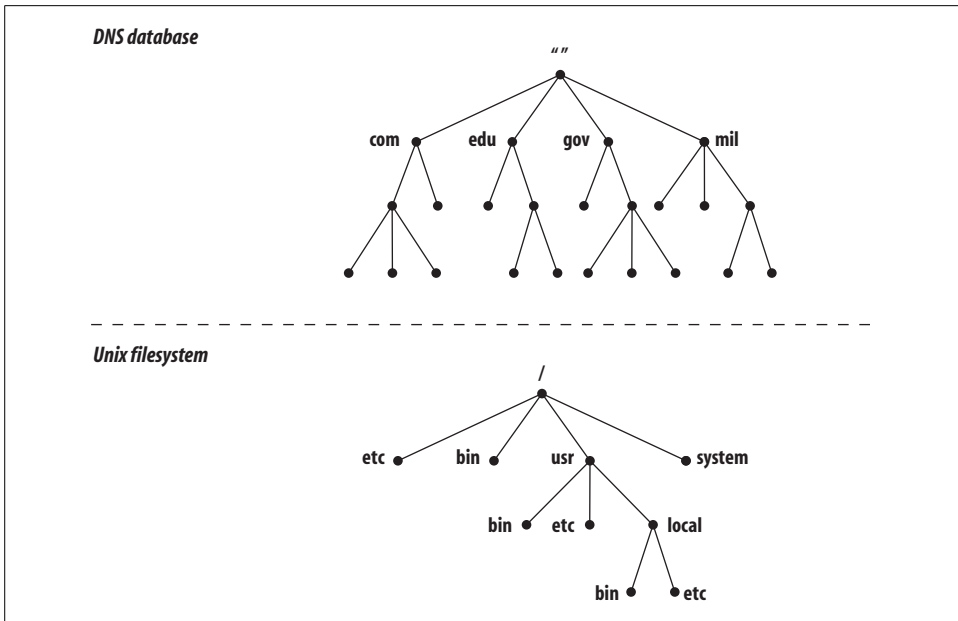 DNS database
“ ”
com edu gov mil
Unix filesystem
/
etc bin usr system
bin etc local
bin etc